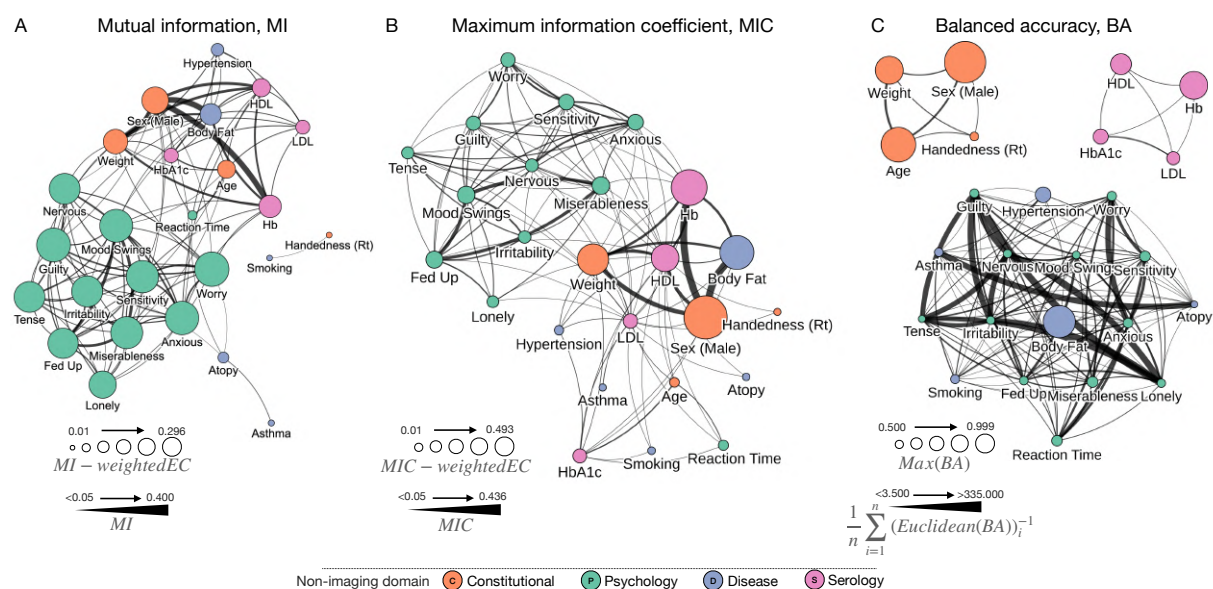 A Mutual information, MI
Hypertension
HDL
Sex (Male)
Body Fat
LDL
Weight
HbA1c
Age
Nervous
Reaction Time
Hb
Mood Swings
Handedness (Rt)
Guilty
Smoking
Sensitivity
Worry
Tense
Irritability
Anxious
Miserableness
Fed Up
Atopy
Lonely
Asthma
0.01 0.296
MI – weightedEC
<0.05 0.400
MI
B Maximum information coefficient, MIC
Worry
Sensitivity
Guilty
Anxious
Tense
Nervous
Mood Swings
Miserableness
Hb
Irritability
Fed Up
Weight
HDL
Body Fat
Lonely
Handedness (Rt)
Hypertension
LDL
Sex (Male)
Asthma
Age
Atopy
HbA1c
Smoking
Reaction Time
0.01 0.493
MIC – weightedEC
<0.05 0.436
MIC
C Balanced accuracy, BA
Weight
Sex (Male)
HDL
Hb
Age
Handedness (Rt)
HbA1c
LDL
Guilty
Hypertension
Worry
Asthma
Nervous
Mood Swing
Sensitivity
Atopy
Tense
Irritability
Body Fat
Anxious
Smoking
Fed Up
Miserableness
Lonely
Reaction Time
0.500 0.999
Max(BA)
<3.500 >335.000
1/n ∑ i=1 n (Euclidean(BA))i −1
Non-imaging domain C Constitutional P Psychology D Disease S Serology